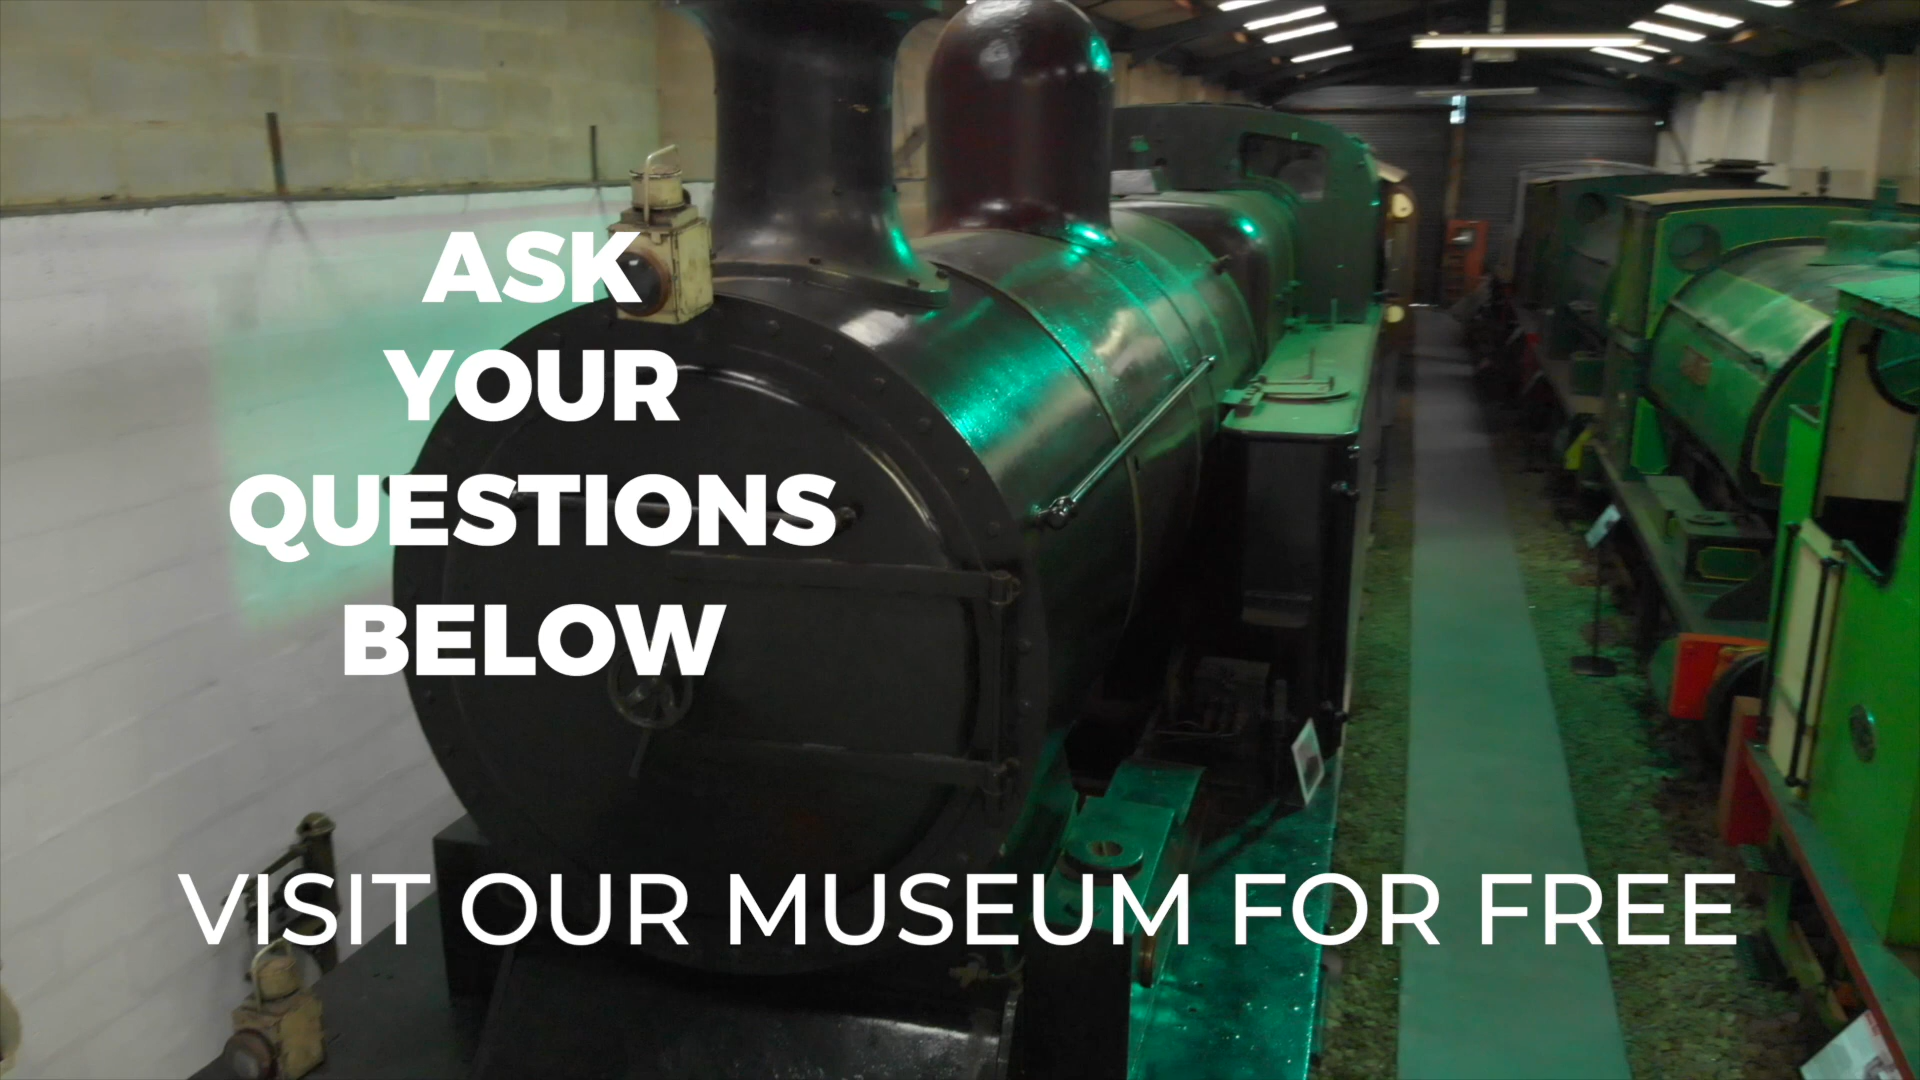 ASK
YOUR
QUESTIONS
BELOW
VISIT OUR MUSEUM FOR FREE